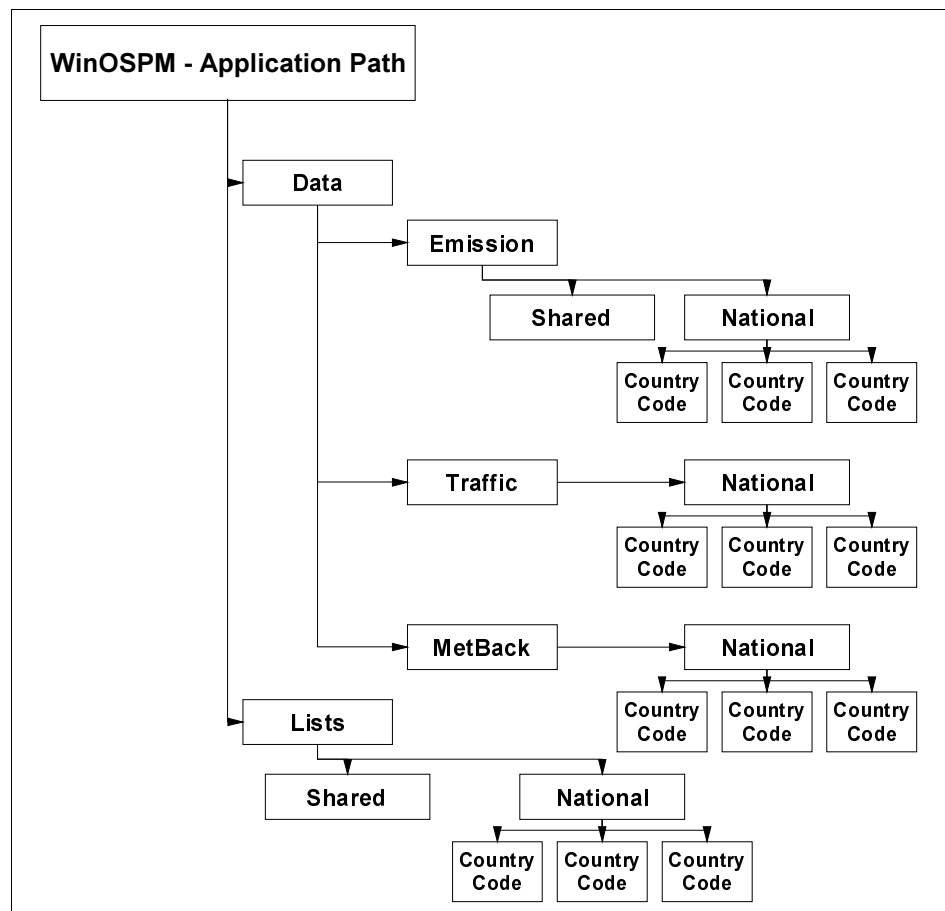 WinOSPM - Application Path
Data
Emission
Shared
National
Country
Code
Country
Code
Country
Code
Traffic
National
Country
Code
Country
Code
Country
Code
MetBack
National
Country
Code
Country
Code
Country
Code
Lists
Shared
National
Country
Code
Country
Code
Country
Code